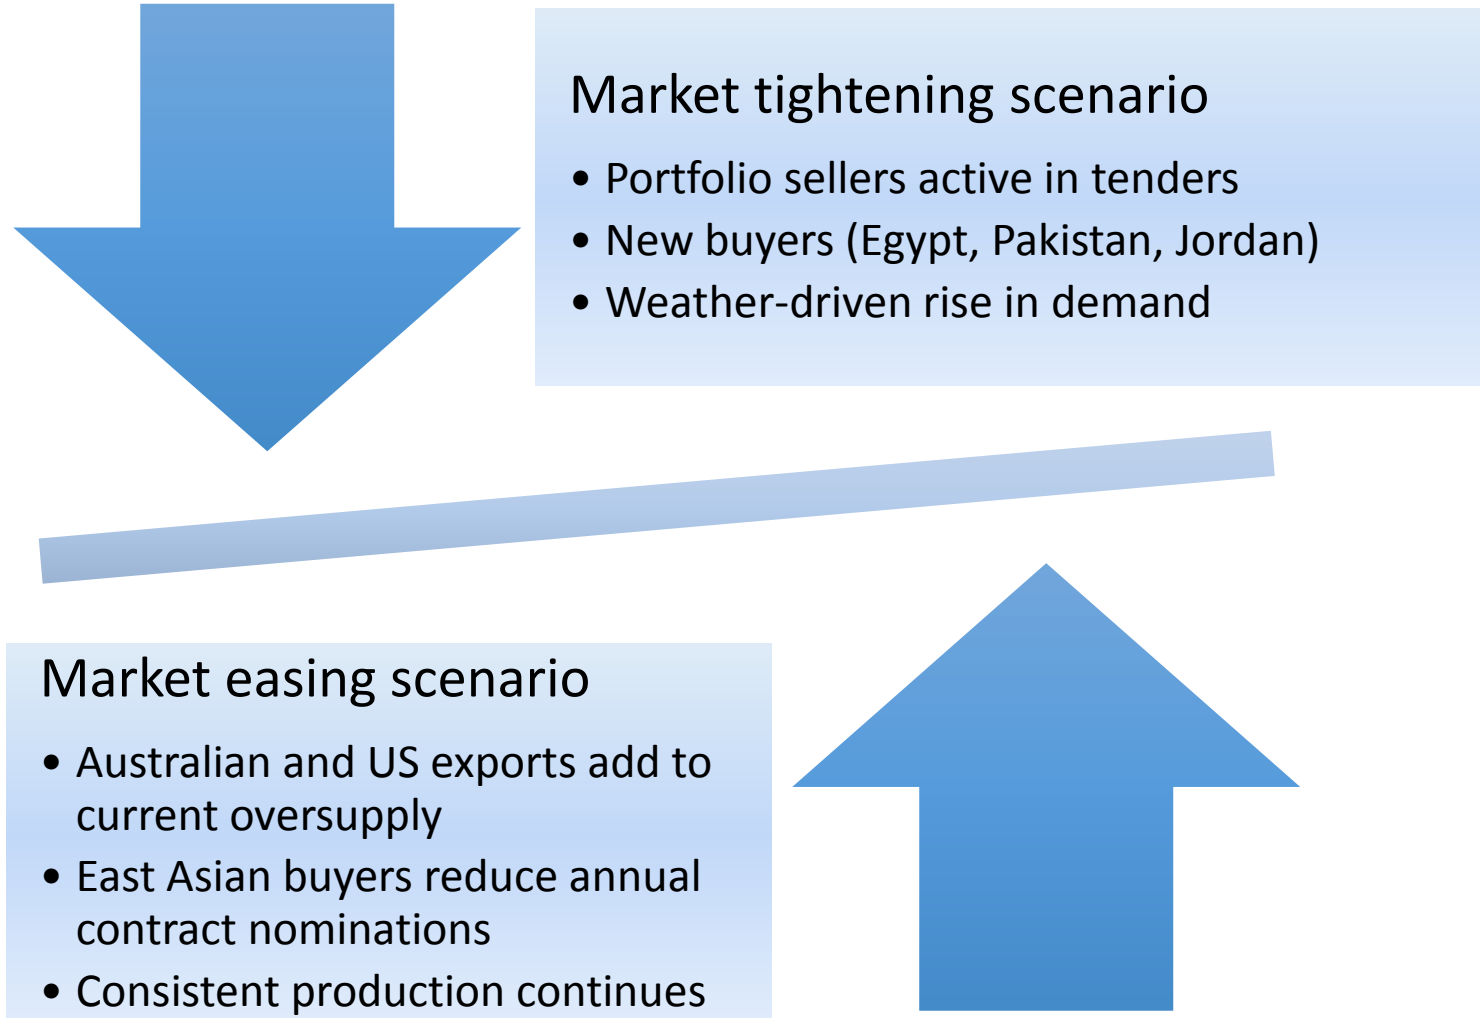 Market tightening scenario
• Portfolio sellers active in tenders
• New buyers (Egypt, Pakistan, Jordan)
• Weather-driven rise in demand
Market easing scenario
• Australian and US exports add to
current oversupply
• East Asian buyers reduce annual
contract nominations
• Consistent production continues